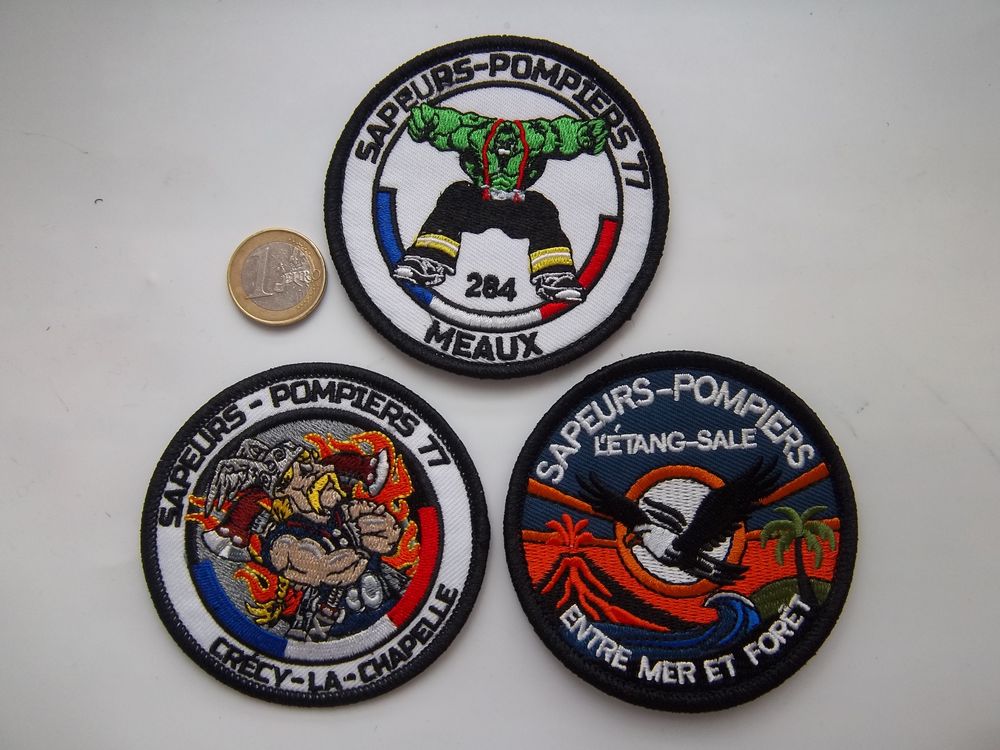 SAPEURS-POMPIERS 77
284
MEAUX
1 EURO
SAPEURS - POMPIERS 77
CRÉCY-LA-CHAPELLE
SAPEURS-POMPIERS
L'ÉTANG-SALE
ENTRE MER ET FORÊT